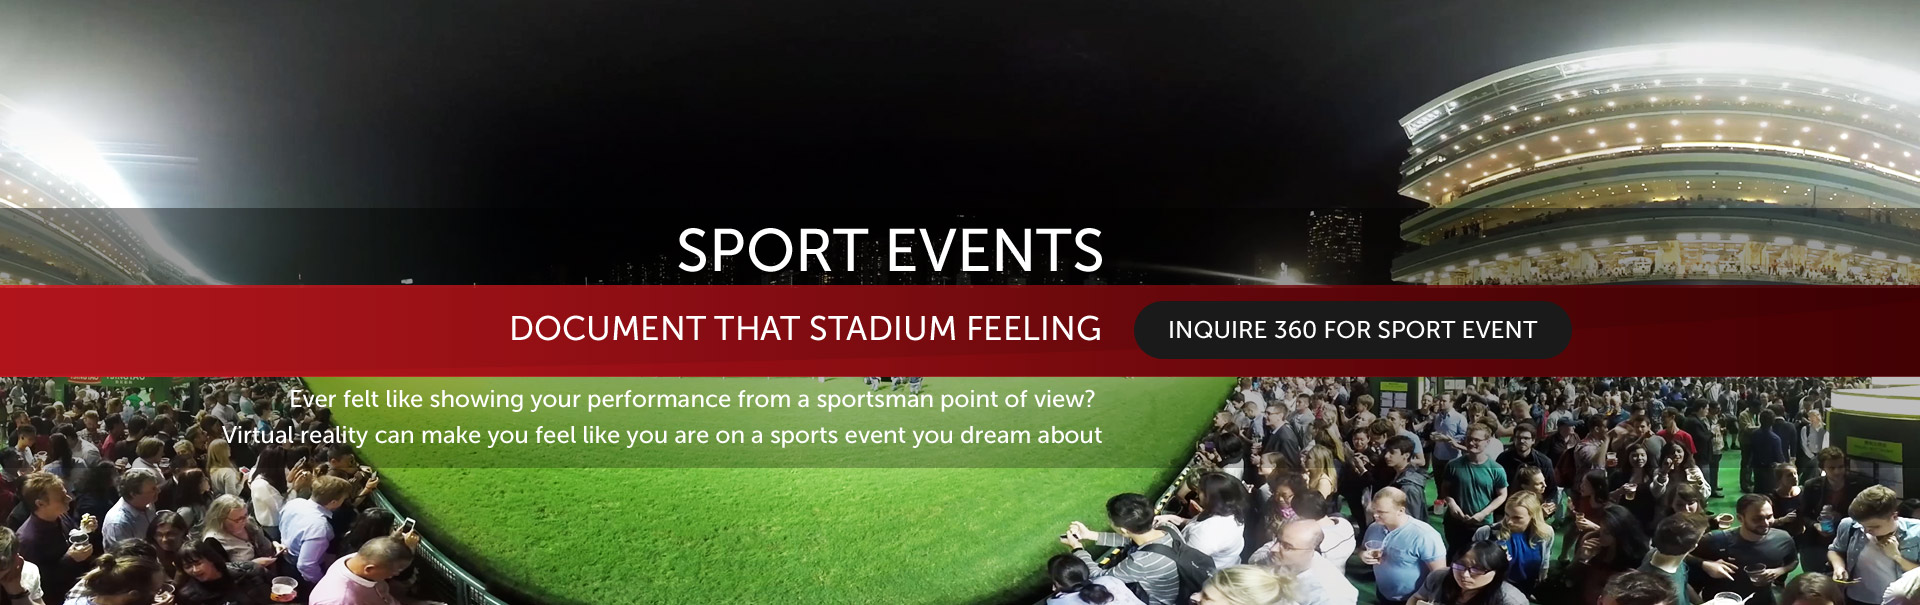 SPORT EVENTS
DOCUMENT THAT STADIUM FEELING
INQUIRE 360 FOR SPORT EVENT
Ever felt like showing your performance from a sportsman point of view?
Virtual reality can make you feel like you are on a sports event you dream about